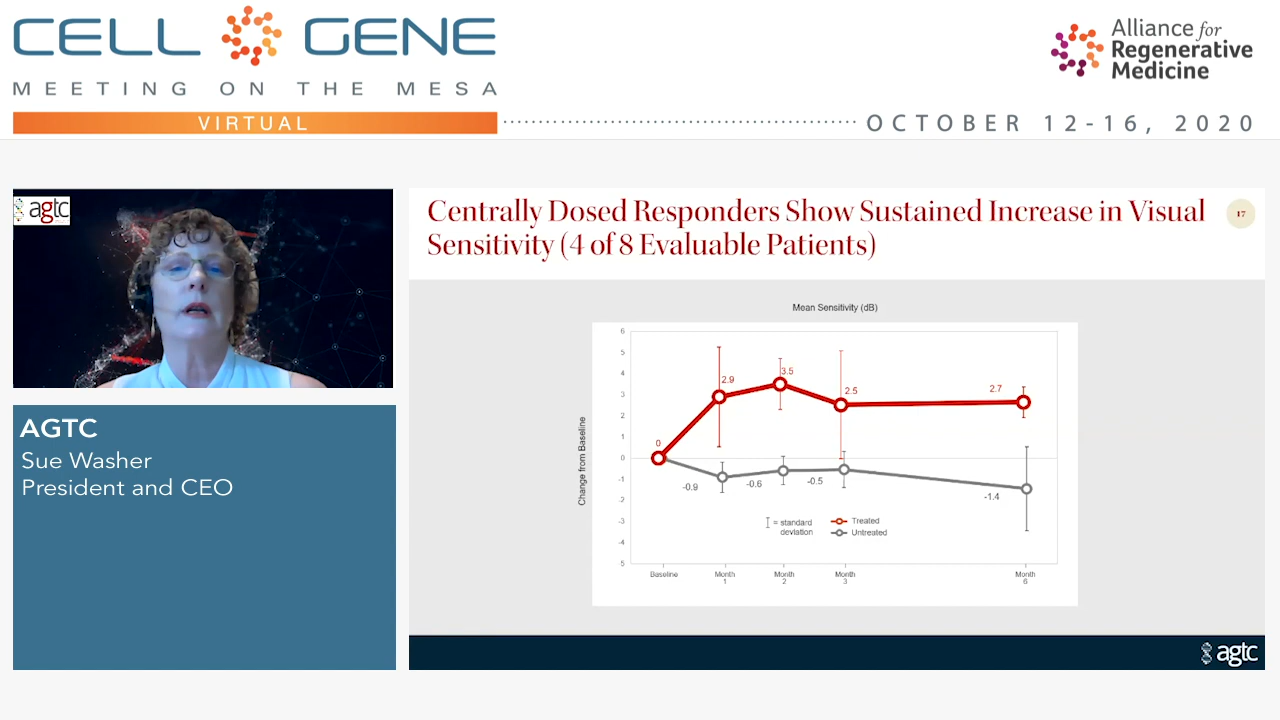 CELL GENE
MEETING ON THE MESA
VIRTUAL
Alliance for
Regenerative
Medicine
OCTOBER 12-16, 2020
agtc
AGTC
Sue Washer
President and CEO
Centrally Dosed Responders Show Sustained Increase in Visual
Sensitivity (4 of 8 Evaluable Patients)
17
Mean Sensitivity (dB)
Change from Baseline
6
5
4
3
2
1
0
-1
-2
-3
-4
5
0
2.9
3.5
2.5
2.7
-0.9
-0.6
-0.5
-1.4
= standard
deviation
Treated
Untreated
Baseline
Month
1
Month
2
Month
3
Month
6
agtc